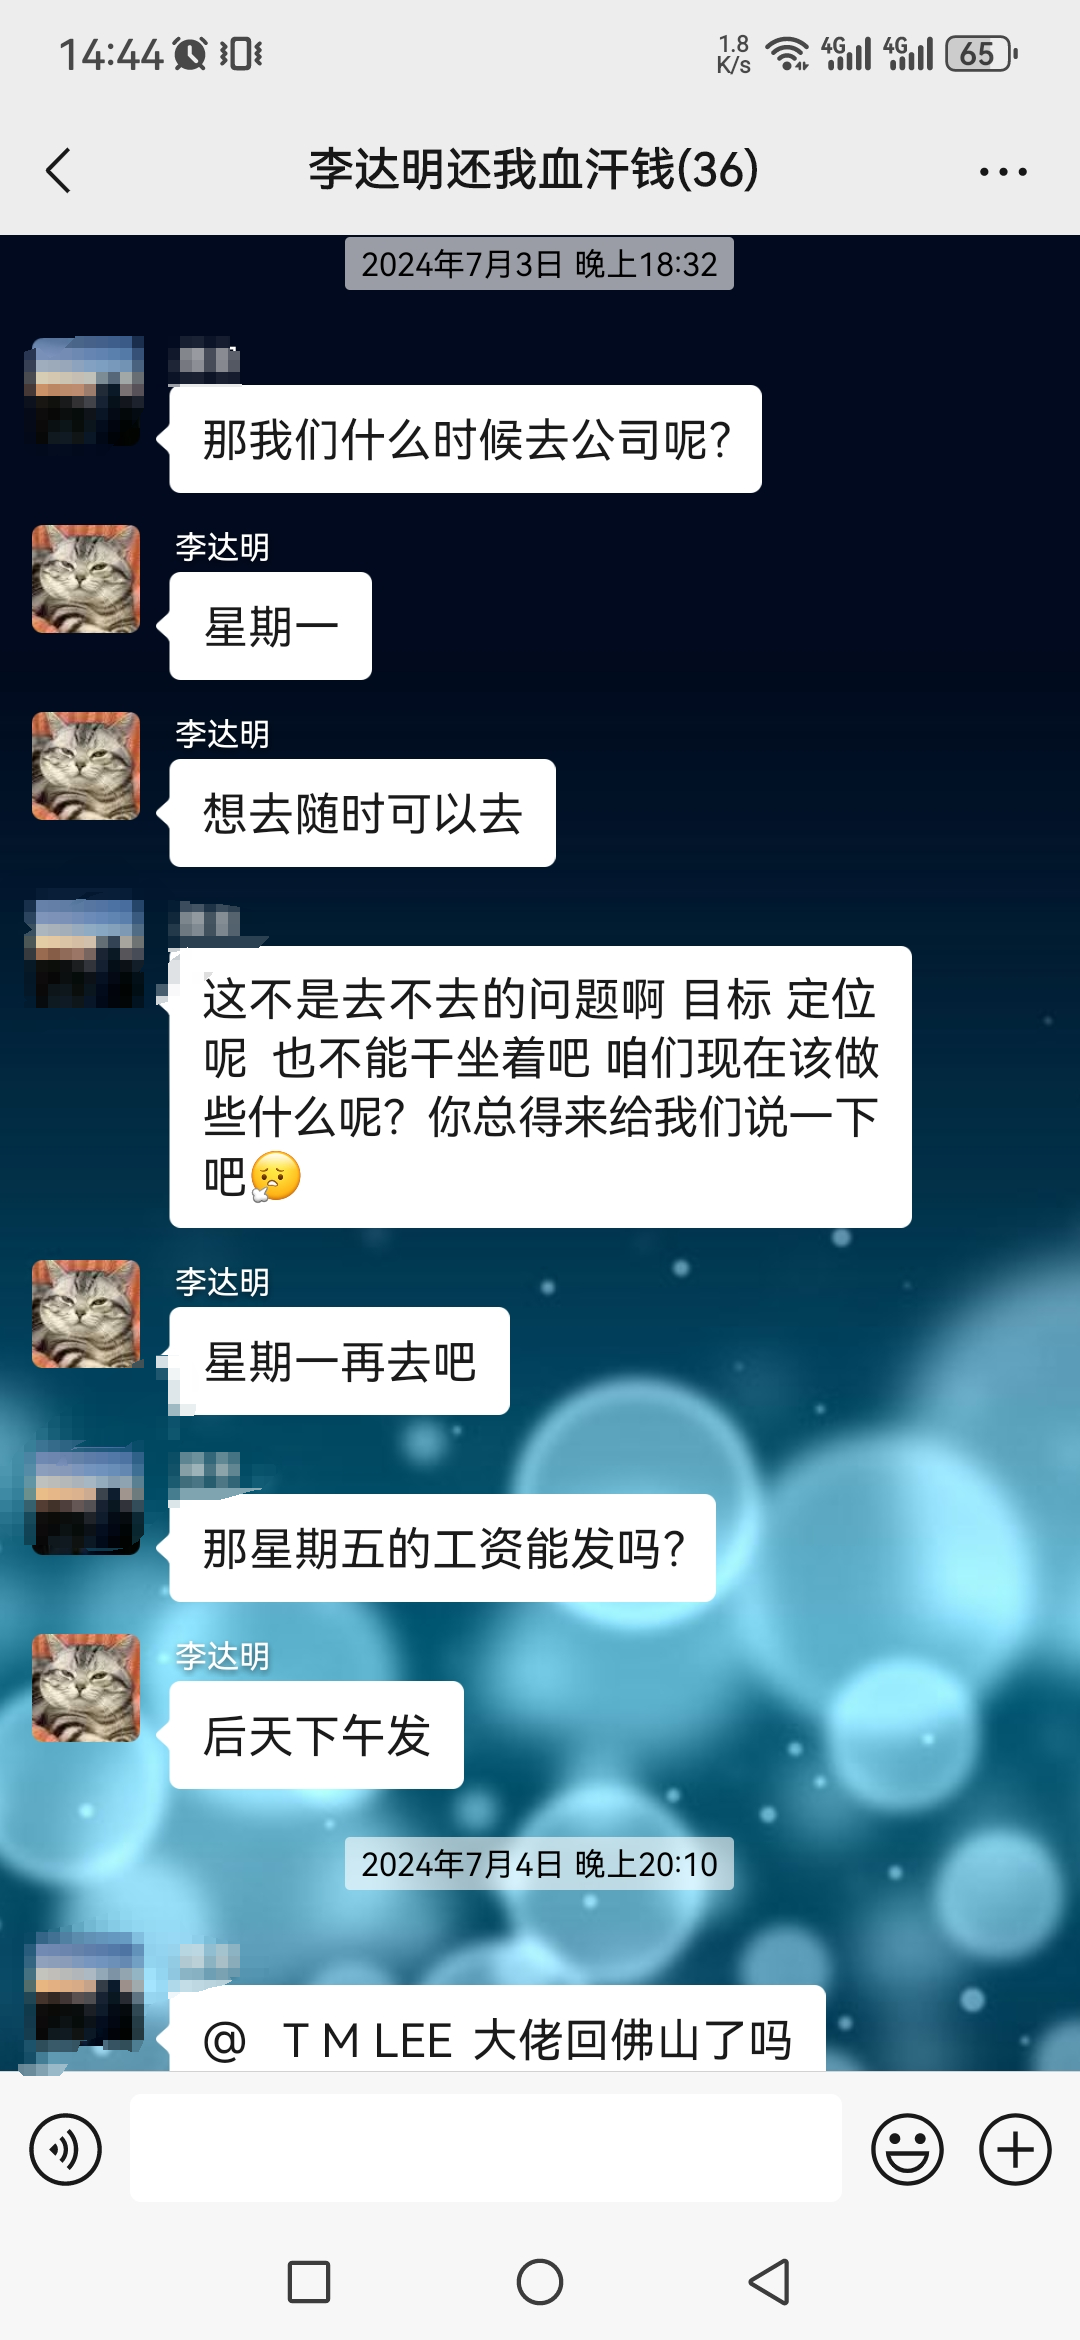 14:44
1.8
K/s
4G
4G
65
李达明还我血汗钱(36)
2024年7月3日 晚上18:32
那我们什么时候去公司呢?
李达明
星期一
李达明
想去随时可以去
这不是去不去的问题啊 目标 定位
呢 也不能干坐着吧 咱们现在该做
些什么呢? 你总得来给我们说一下
吧😮‍💨
李达明
星期一再去吧
那星期五的工资能发吗?
李达明
后天下午发
2024年7月4日 晚上20:10
@ T M LEE 大佬回佛山了吗